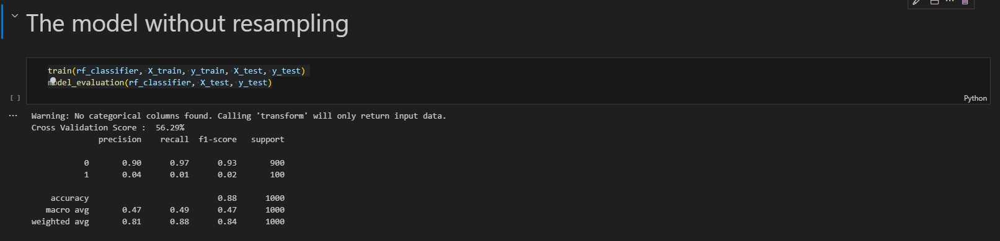 The model without resampling
train(rf_classifier, X_train, y_train, X_test, y_test)
model_evaluation(rf_classifier, X_test, y_test)
[ ]
Python
...
Warning: No categorical columns found. Calling 'transform' will only return input data.
Cross Validation Score :  56.29%
              precision    recall  f1-score   support
           0       0.90      0.97      0.93       900
           1       0.04      0.01      0.02       100
    accuracy                           0.88      1000
   macro avg       0.47      0.49      0.47      1000
weighted avg       0.81      0.88      0.84      1000